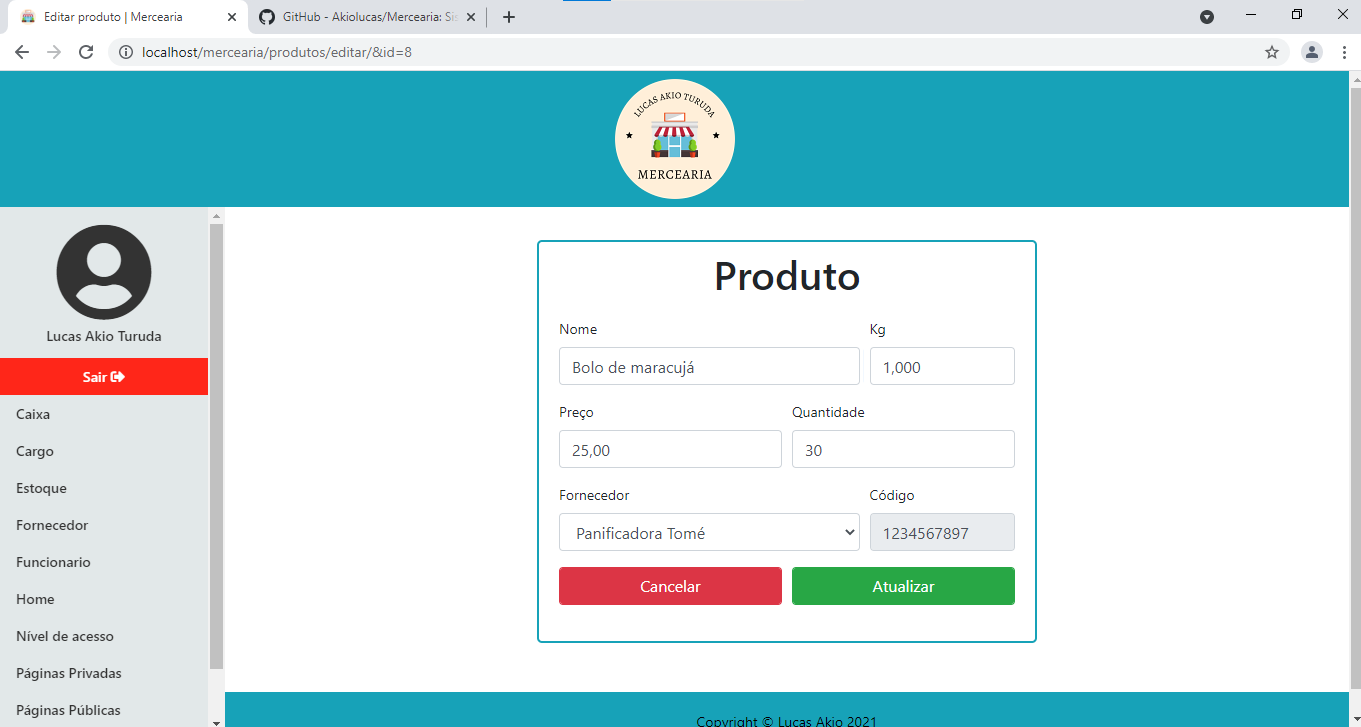 Editar produto | Mercearia
GitHub - Akiolucas/Mercearia: Sis
localhost/mercearia/produtos/editar/&id=8
LUCAS AKIO TURUDA
MERCEARIA
Lucas Akio Turuda
Sair
Caixa
Cargo
Estoque
Fornecedor
Funcionario
Home
Nível de acesso
Páginas Privadas
Páginas Públicas
Produto
Nome
Kg
Bolo de maracujá
1,000
Preço
Quantidade
25,00
30
Fornecedor
Código
Panificadora Tomé
1234567897
Cancelar
Atualizar
Copyright © Lucas Akio 2021